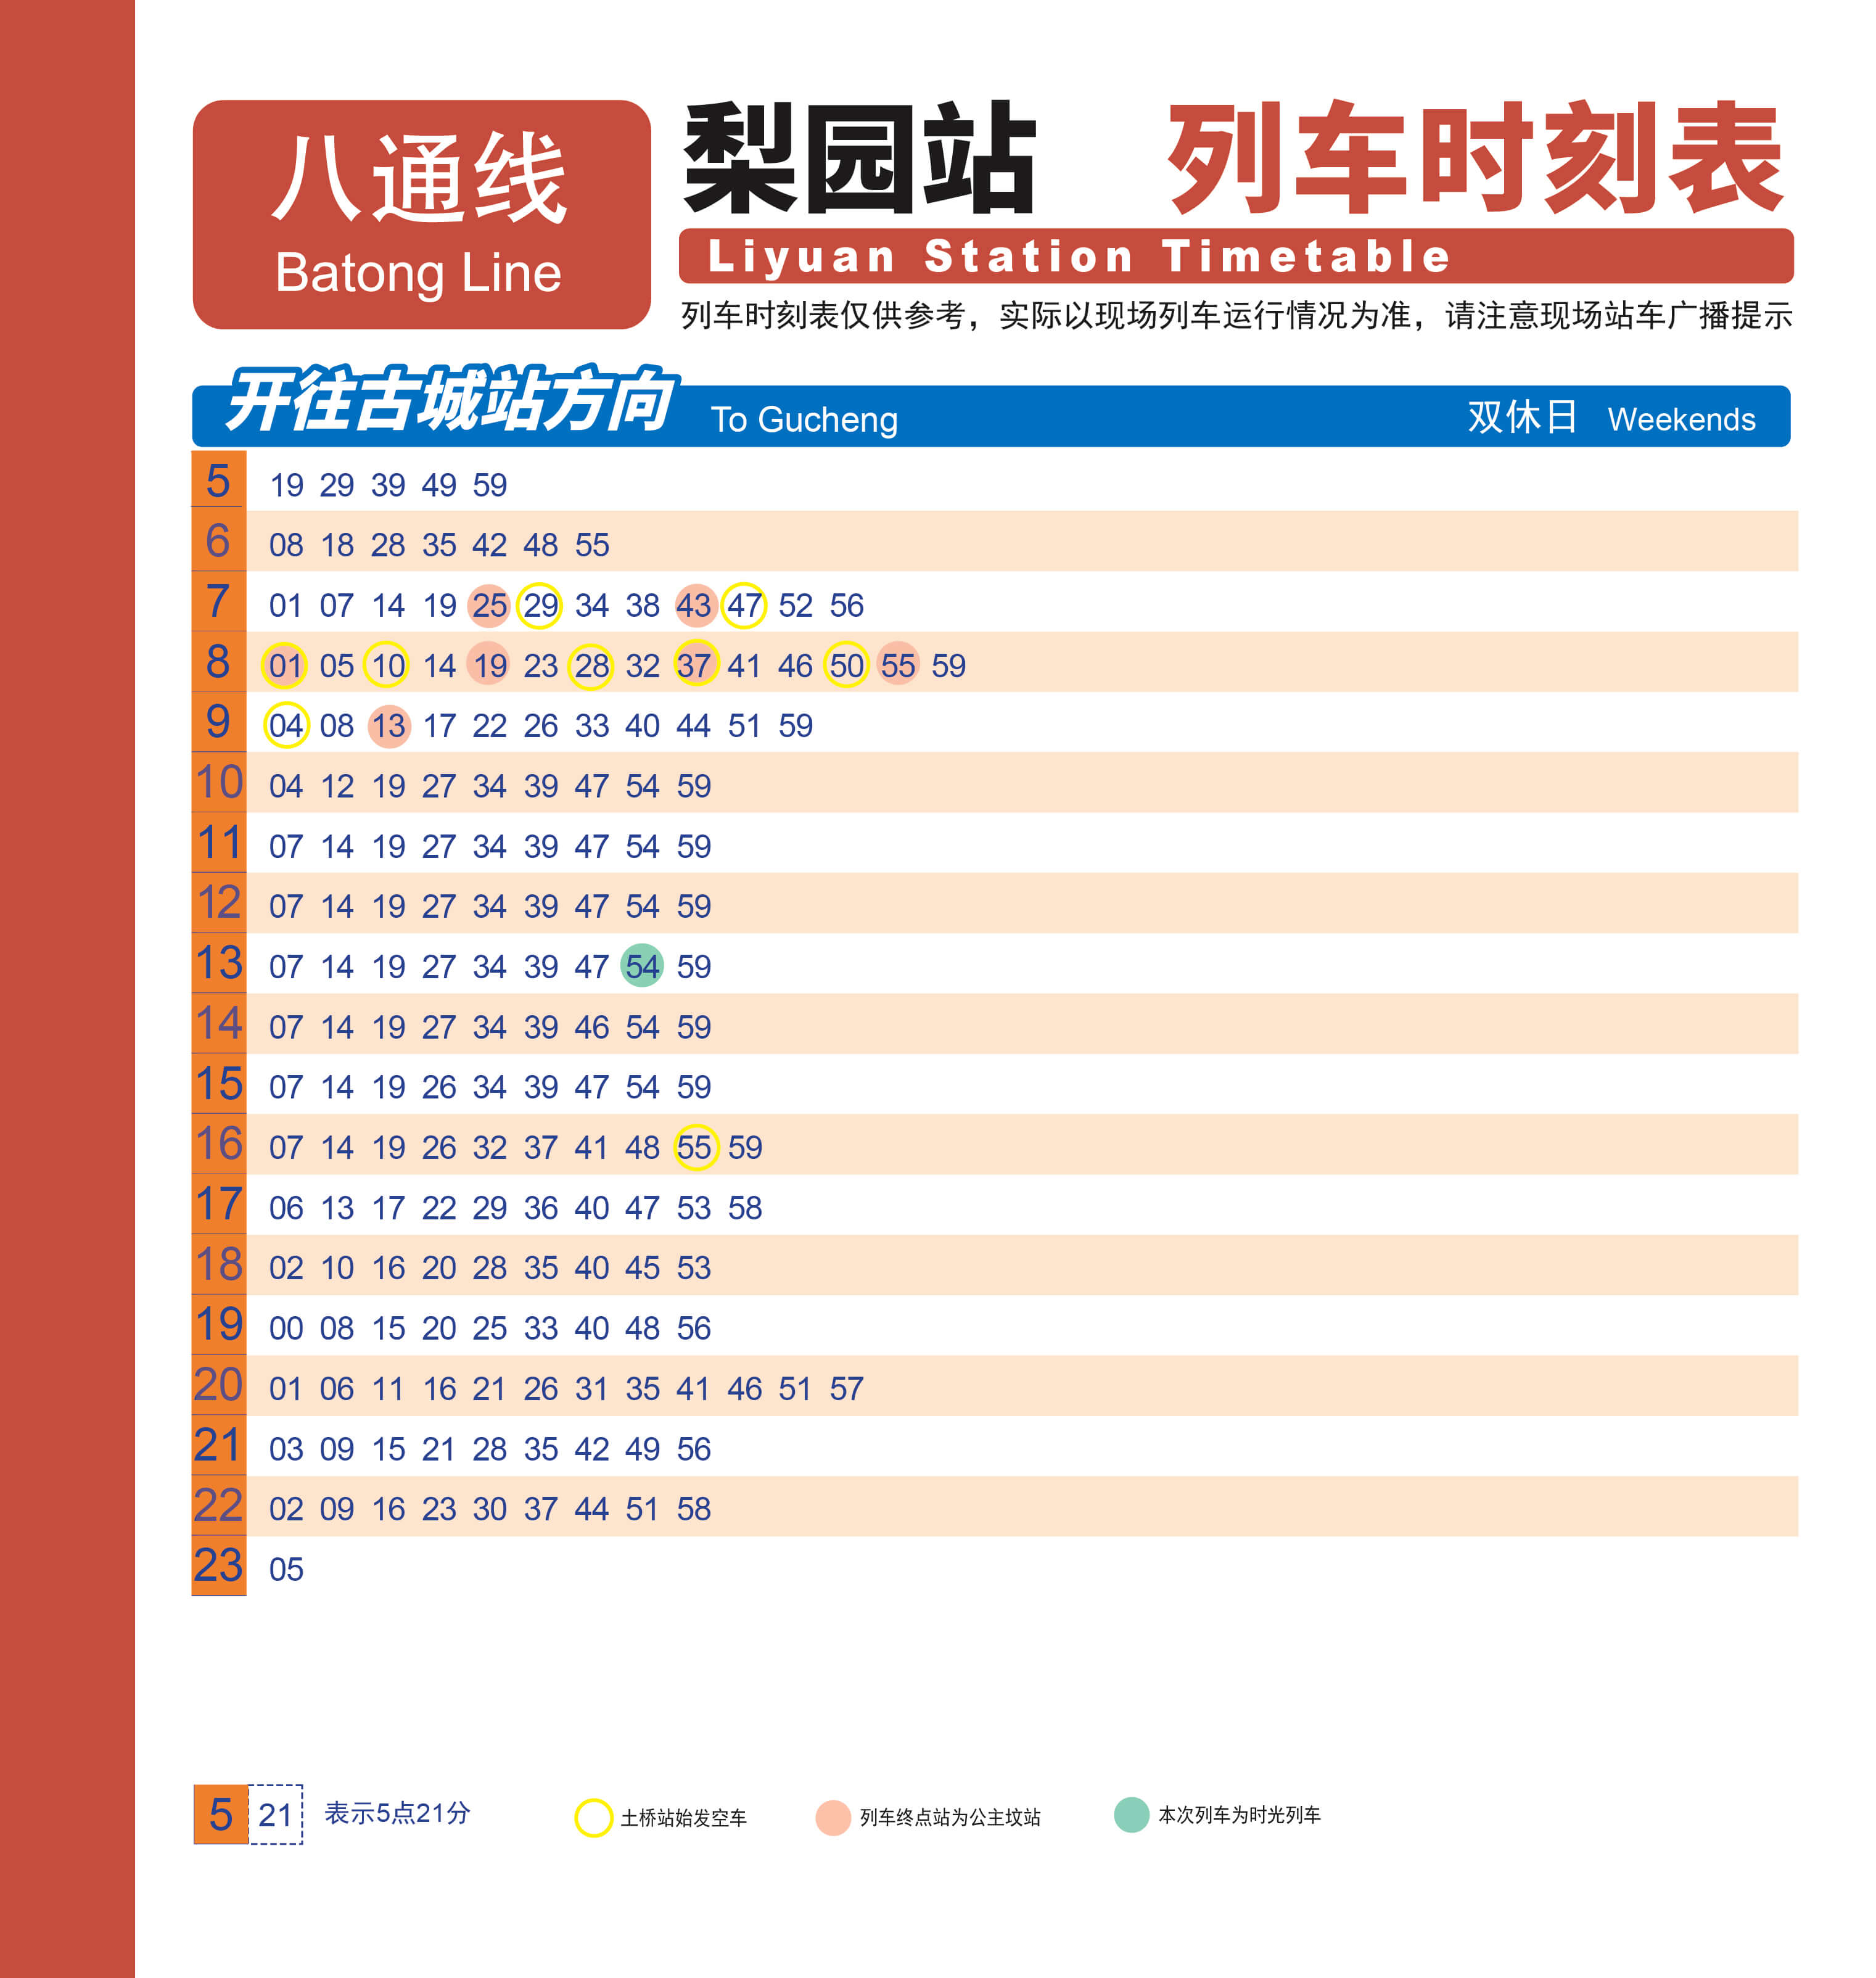 八通线
Batong Line
梨园站 列车时刻表
Liyuan Station Timetable
列车时刻表仅供参考，实际以现场列车运行情况为准，请注意现场站车广播提示
开往古城站方向 To Gucheng 双休日 Weekends
5 19 29 39 49 59
6 08 18 28 35 42 48 55
7 01 07 14 19 25 29 34 38 43 47 52 56
8 01 05 10 14 19 23 28 32 37 41 46 50 55 59
9 04 08 13 17 22 26 33 40 44 51 59
10 04 12 19 27 34 39 47 54 59
11 07 14 19 27 34 39 47 54 59
12 07 14 19 27 34 39 47 54 59
13 07 14 19 27 34 39 47 54 59
14 07 14 19 27 34 39 46 54 59
15 07 14 19 26 34 39 47 54 59
16 07 14 19 26 32 37 41 48 55 59
17 06 13 17 22 29 36 40 47 53 58
18 02 10 16 20 28 35 40 45 53
19 00 08 15 20 25 33 40 48 56
20 01 06 11 16 21 26 31 35 41 46 51 57
21 03 09 15 21 28 35 42 49 56
22 02 09 16 23 30 37 44 51 58
23 05
5 21 表示5点21分 土桥站始发空车 列车终点站为公主坟站 本次列车为时光列车